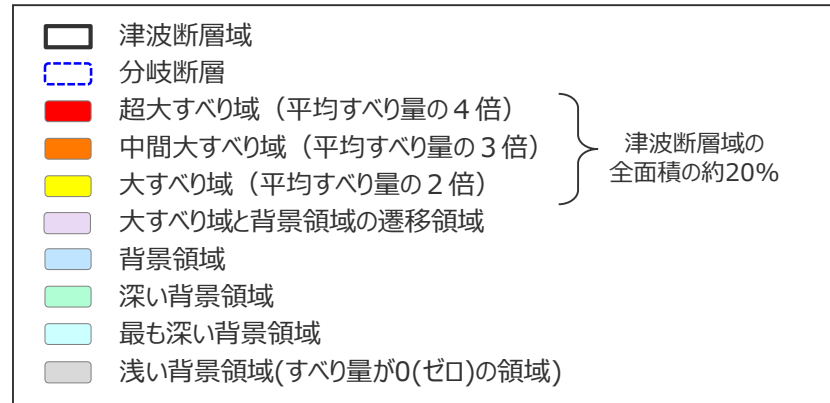 津波断層域
分岐断層
超大すべり域（平均すべり量の４倍）
中間大すべり域（平均すべり量の３倍）
大すべり域（平均すべり量の２倍）
津波断層域の
全面積の約20%
大すべり域と背景領域の遷移領域
背景領域
深い背景領域
最も深い背景領域
浅い背景領域(すべり量が0(ゼロ)の領域)